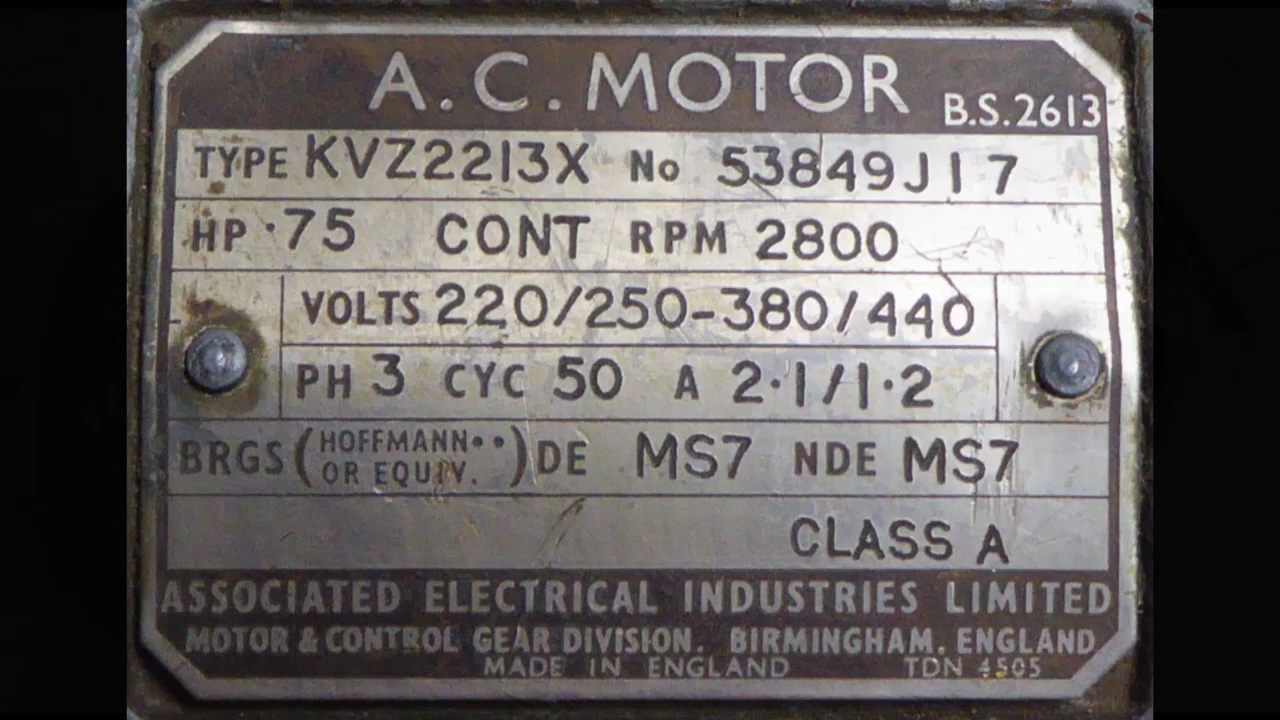 A.C. MOTOR B.S.2613
TYPE KVZ2213X No 53849J17
HP ·75 CONT RPM 2800
VOLTS 220/250-380/440
PH 3 CYC 50 A 2·1/1·2
BRGS (HOFFMANN•• OR EQUIV.) DE MS7 NDE MS7
CLASS A
ASSOCIATED ELECTRICAL INDUSTRIES LIMITED
MOTOR & CONTROL GEAR DIVISION. BIRMINGHAM. ENGLAND.
MADE IN ENGLAND TDN 4505